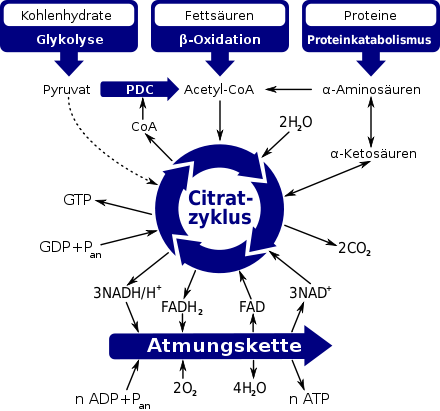 Kohlenhydrate
Fettsäuren
Proteine
Glykolyse
β-Oxidation
Proteinkatabolismus
Pyruvat
PDC
Acetyl-CoA
α-Aminosäuren
CoA
2H₂O
α-Ketosäuren
Citrat-
zyklus
GTP
GDP+Pan
2CO₂
3NADH/H⁺
FADH₂
FAD
3NAD⁺
Atmungskette
n ADP+Pan
2O₂
4H₂O
n ATP